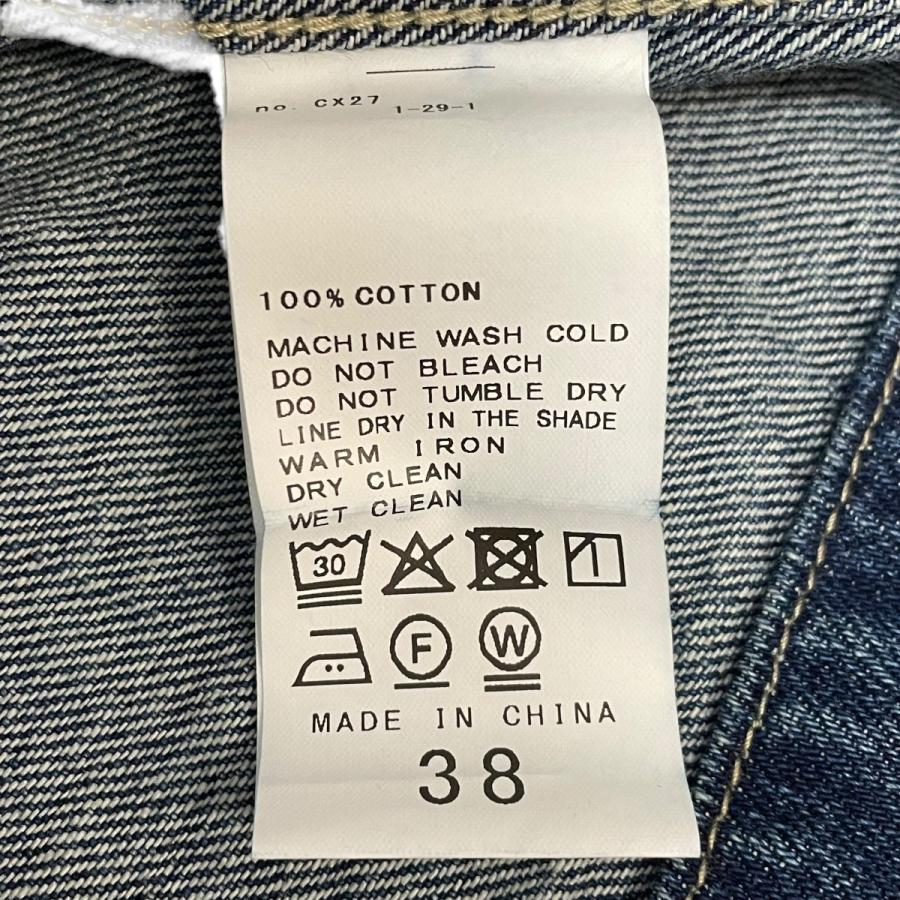 no. CX27 1-29-1
100% COTTON
MACHINE WASH COLD
DO NOT BLEACH
DO NOT TUMBLE DRY
LINE DRY IN THE SHADE
WARM IRON
DRY CLEAN
WET CLEAN
30
F W
MADE IN CHINA
38